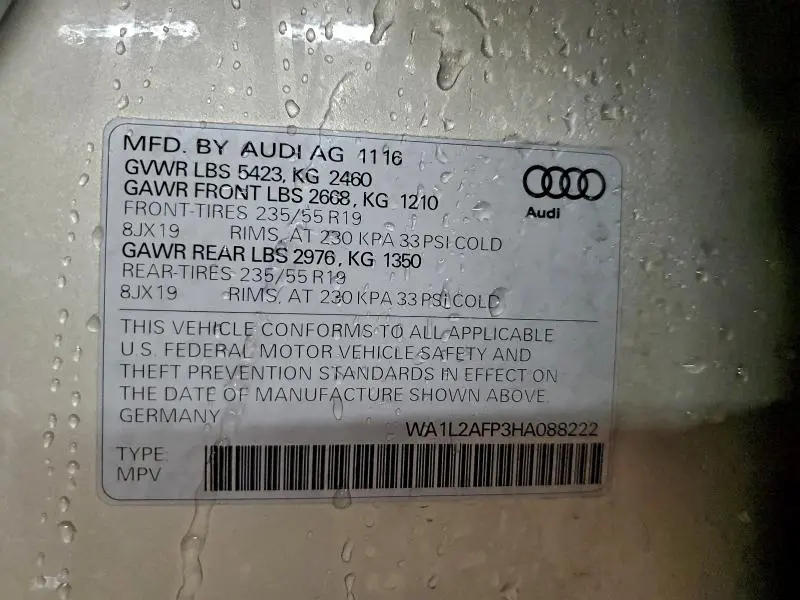 MFD. BY AUDI AG 1116
GVWR LBS 5423, KG 2460
GAWR FRONT LBS 2668, KG 1210
FRONT-TIRES 235/55 R19
8JX19 RIMS, AT 230 KPA 33 PSI COLD
GAWR REAR LBS 2976, KG 1350
REAR-TIRES 235/55 R19
8JX19 RIMS, AT 230 KPA 33 PSI COLD
Audi
THIS VEHICLE CONFORMS TO ALL APPLICABLE
U.S. FEDERAL MOTOR VEHICLE SAFETY AND
THEFT PREVENTION STANDARDS IN EFFECT ON
THE DATE OF MANUFACTURE SHOWN ABOVE.
GERMANY
WA1L2AFP3HA088222
TYPE:
MPV